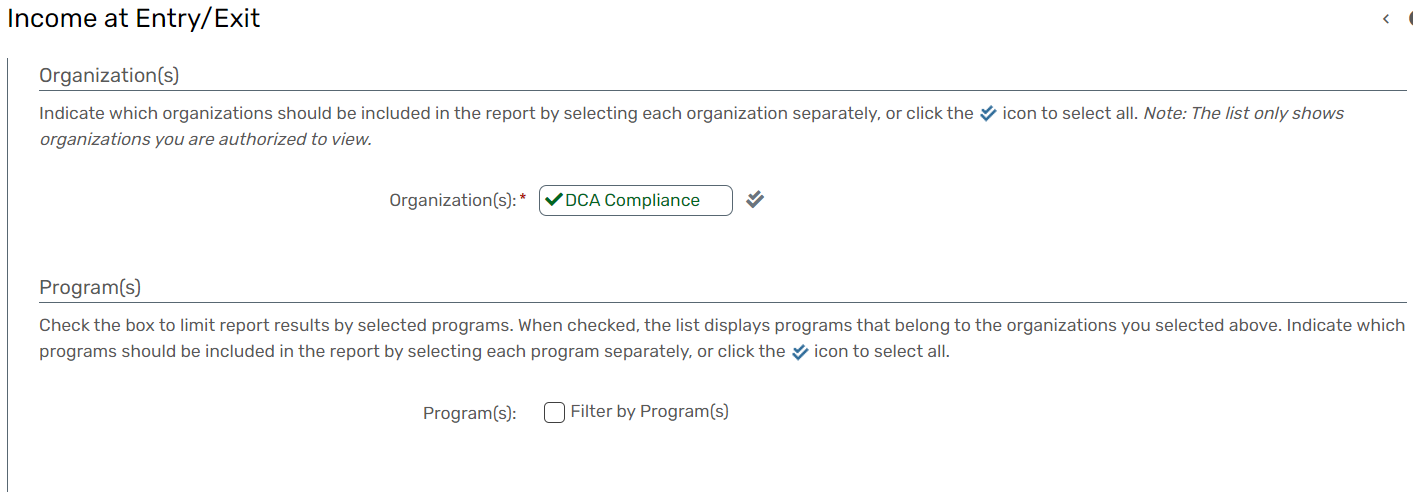 Income at Entry/Exit
Organization(s)
Indicate which organizations should be included in the report by selecting each organization separately, or click the icon to select all. Note: The list only shows
organizations you are authorized to view.
Organization(s): * DCA Compliance
Program(s)
Check the box to limit report results by selected programs. When checked, the list displays programs that belong to the organizations you selected above. Indicate which
programs should be included in the report by selecting each program separately, or click the icon to select all.
Program(s): Filter by Program(s)